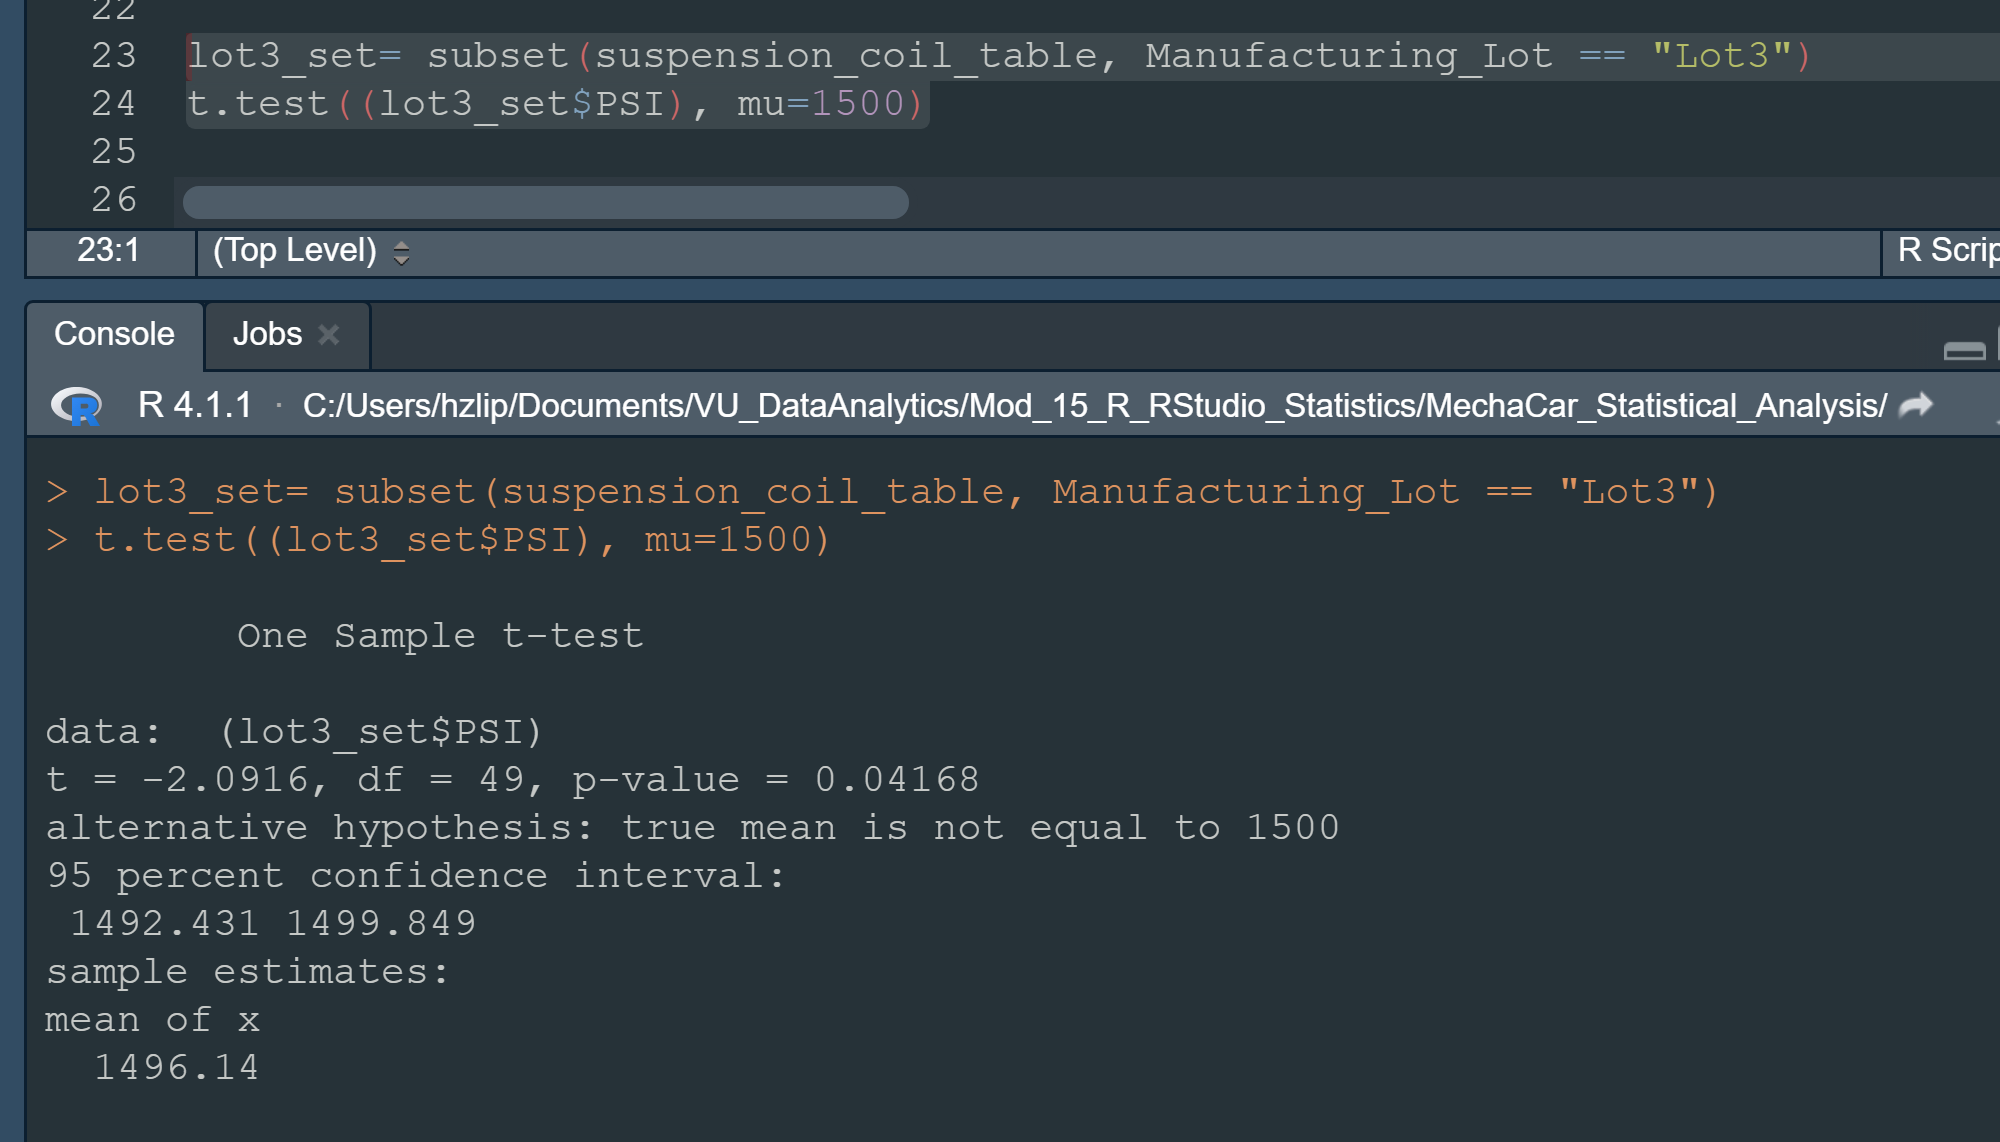 22
23 lot3_set= subset(suspension_coil_table, Manufacturing_Lot == "Lot3")
24 t.test((lot3_set$PSI), mu=1500)
25
26
23:1 (Top Level) R Scrip
Console Jobs
R 4.1.1 · C:/Users/hzlip/Documents/VU_DataAnalytics/Mod_15_R_RStudio_Statistics/MechaCar_Statistical_Analysis/
> lot3_set= subset(suspension_coil_table, Manufacturing_Lot == "Lot3")
> t.test((lot3_set$PSI), mu=1500)
One Sample t-test
data:  (lot3_set$PSI)
t = -2.0916, df = 49, p-value = 0.04168
alternative hypothesis: true mean is not equal to 1500
95 percent confidence interval:
1492.431 1499.849
sample estimates:
mean of x
1496.14